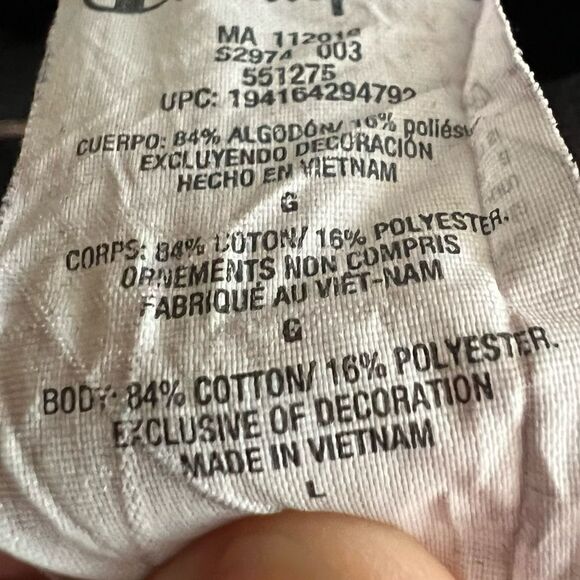 MA 112019
S2974 003
551275
UPC: 194164294792
CUERPO: 84% ALGODÓN/ 16% poliést
EXCLUYENDO DECORACIÓN
HECHO EN VIETNAM
G
CORPS: 84% COTON/ 16% POLYESTER.
ORNEMENTS NON COMPRIS
FABRIQUÉ AU VIÊT-NAM
G
BODY: 84% COTTON/ 16% POLYESTER.
EXCLUSIVE OF DECORATION
MADE IN VIETNAM
L